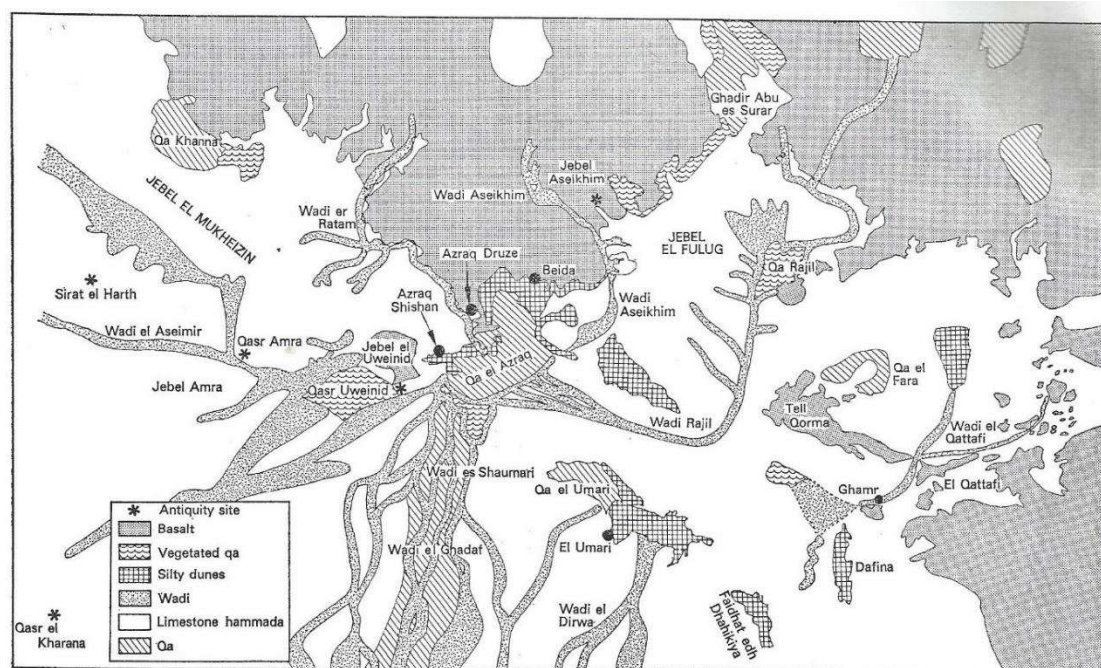 Ghadir Abu
es Surar
Qa Khanna
JEBEL EL MUKHEIZIN
Jebel
Aseikhim
Wadi Aseikhim
Wadi er
Ratam
JEBEL
EL FULUG
Azraq Druze
Beida
Qa Rajil
Sirat el Harth
Azraq
Shishan
Wadi
Aseikhim
Wadi el Aseimir
Qasr Amra
Jebel el
Uweinid
Qa el Azraq
Qa el
Fara
Jebel Amra
Qasr Uweinid
Tell
Qorma
Wadi Rajil
Wadi el
Qattafi
Wadi es Shaumari
Qa el Umari
Ghamr
El Qattafi
El Umari
Wadi el Ghadaf
Dafina
Wadi el
Dirwa
Faidhat edh
Dhahikiya
Qasr el
Kharana
Antiquity site
Basalt
Vegetated qa
Silty dunes
Wadi
Limestone hammada
Qa